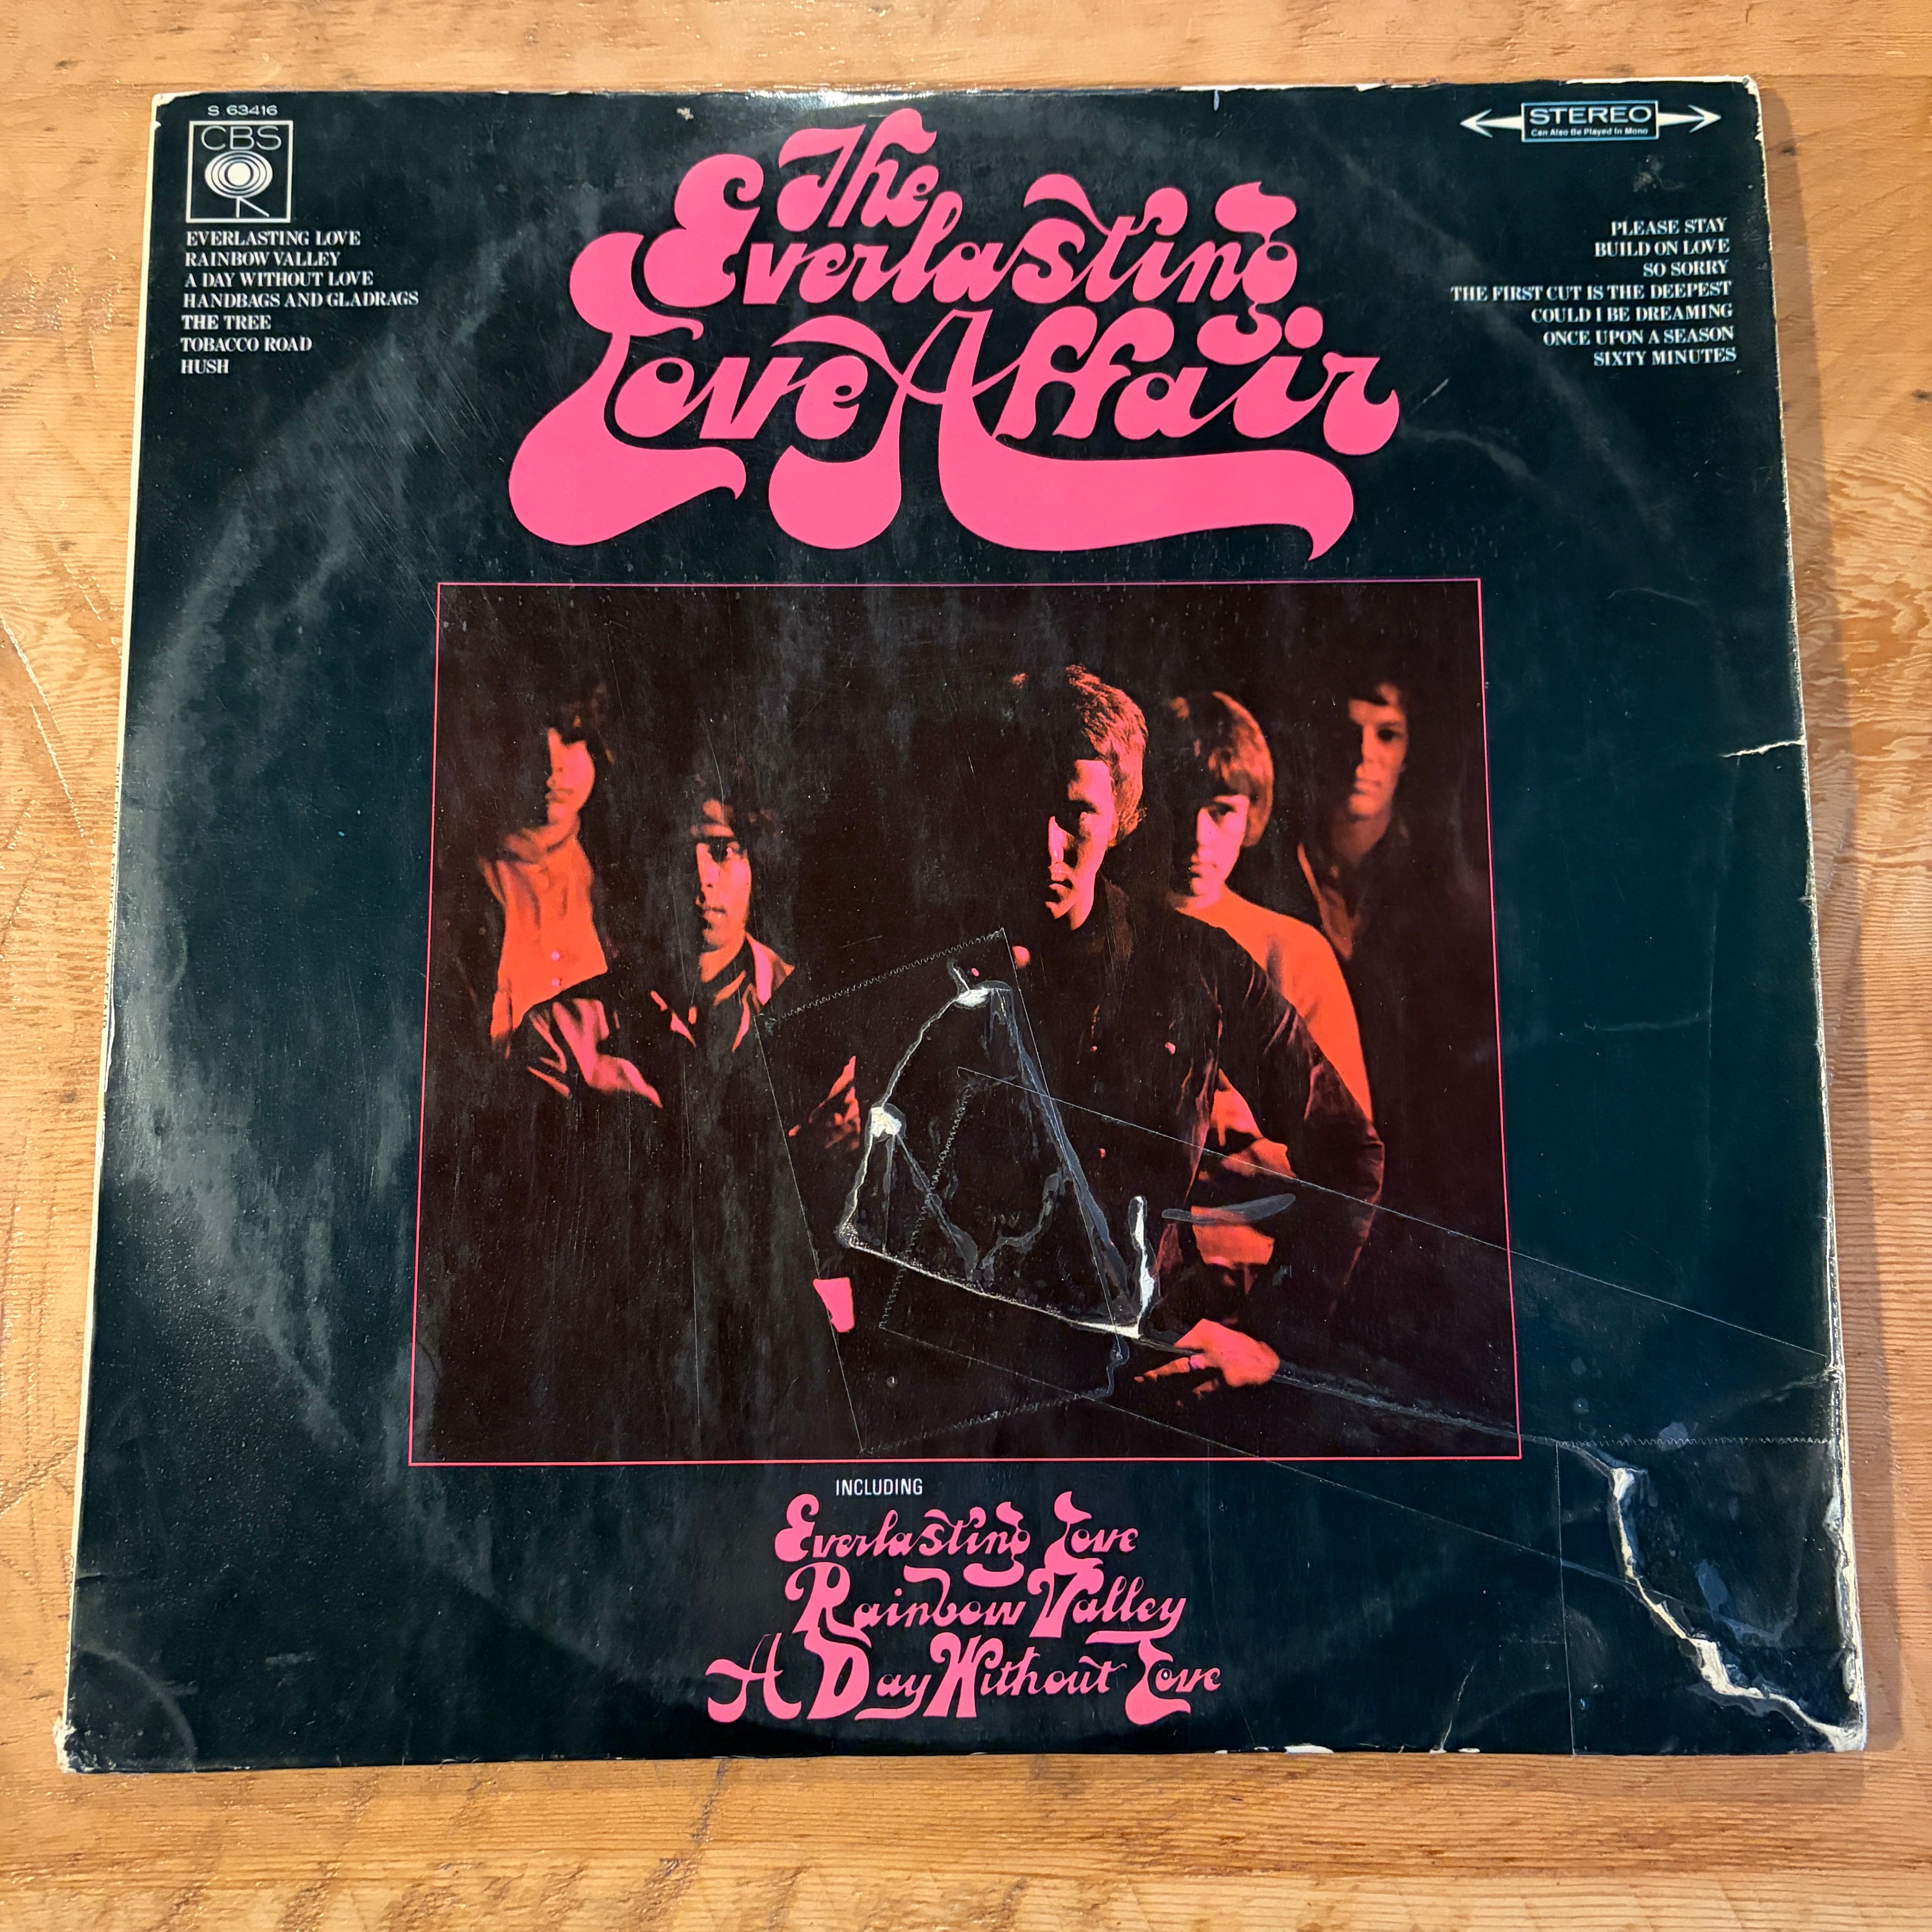 S 63416
CBS
EVERLASTING LOVE
RAINBOW VALLEY
A DAY WITHOUT LOVE
HANDBAGS AND GLADRAGS
THE TREE
TOBACCO ROAD
HUSH
The
Everlasting
Love Affair
STEREO
Can Also Be Played In Mono
PLEASE STAY
BUILD ON LOVE
SO SORRY
THE FIRST CUT IS THE DEEPEST
COULD I BE DREAMING
ONCE UPON A SEASON
SIXTY MINUTES
INCLUDING
Everlasting Love
Rainbow Valley
A Day Without Love